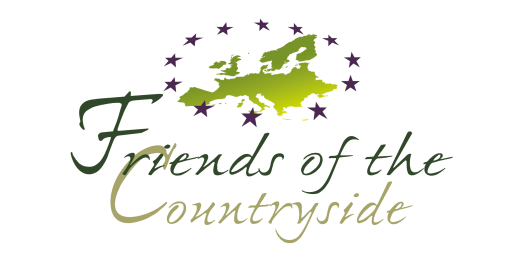 Friends of the
Countryside